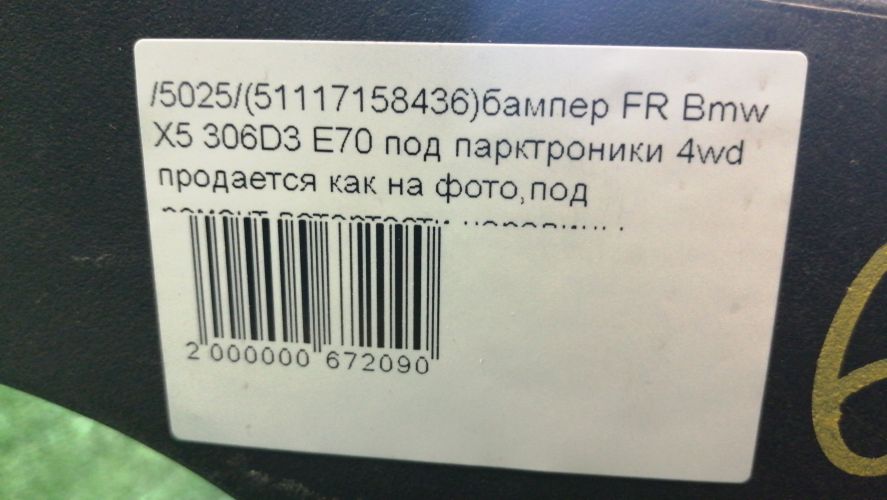 /5025/(51117158436)бампер FR Bmw
X5 306D3 E70 под парктроники 4wd
продается как на фото,под
2 000000 672090
6